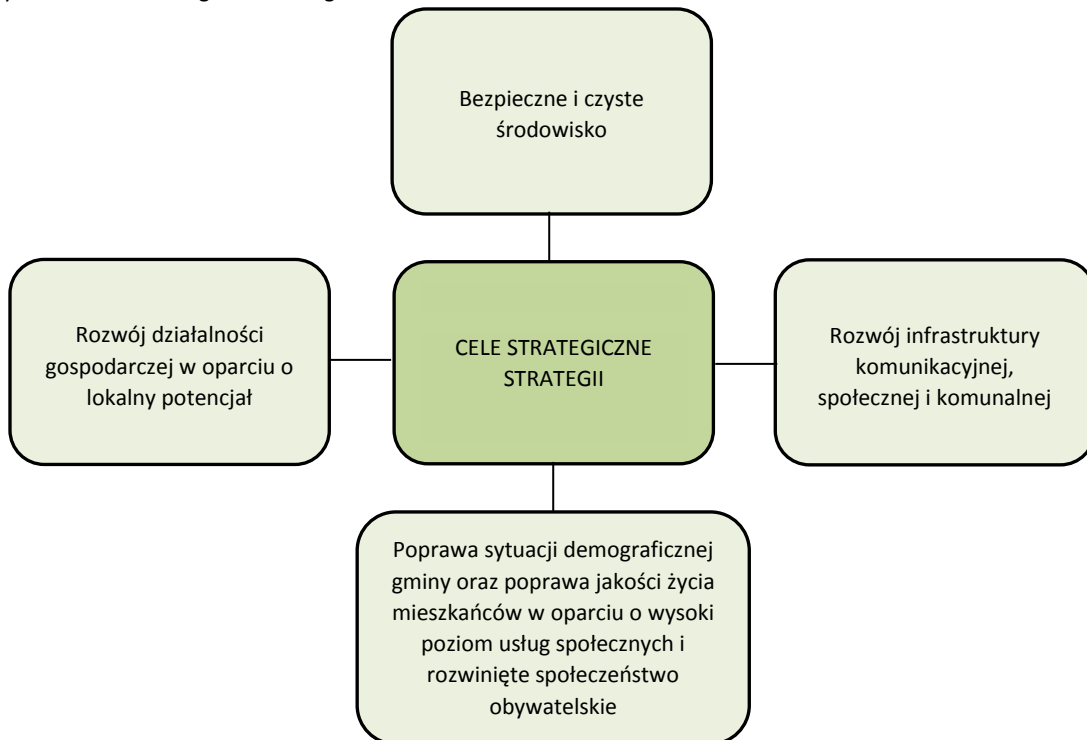 Bezpieczne i czyste
środowisko
Rozwój działalności
gospodarczej w oparciu o
lokalny potencjał
CELE STRATEGICZNE
STRATEGII
Rozwój infrastruktury
komunikacyjnej,
społecznej i komunalnej
Poprawa sytuacji demograficznej
gminy oraz poprawa jakości życia
mieszkańców w oparciu o wysoki
poziom usług społecznych i
rozwinięte społeczeństwo
obywatelskie